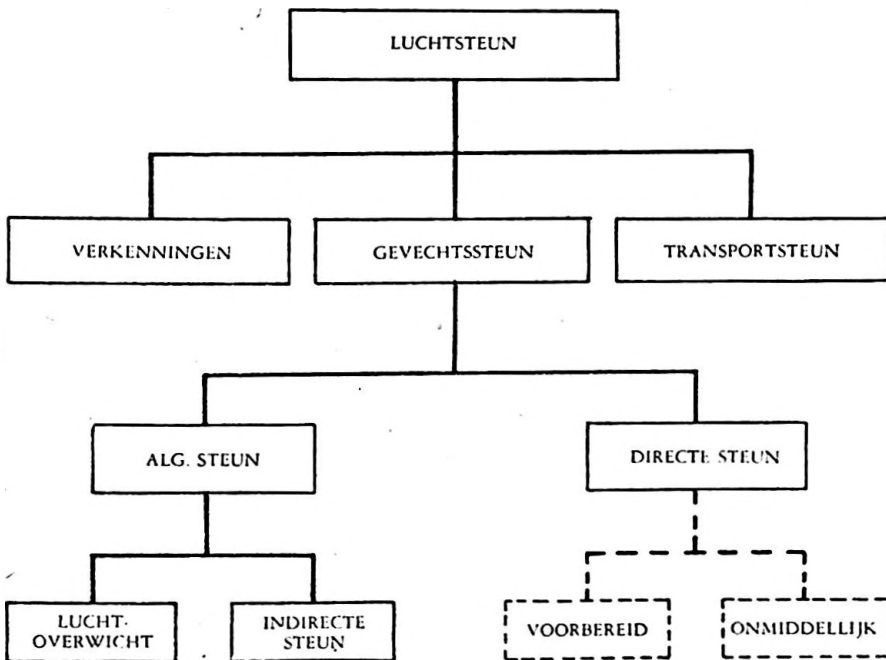 LUCHTSTEUN
VERKENNINGEN
GEVECHTSSTEUN
TRANSPORTSTEUN
ALG. STEUN
DIRECTE STEUN
LUCHT-
OVERWICHT
INDIRECTE
STEUN
VOORBEREID
ONMIDDELLIJK